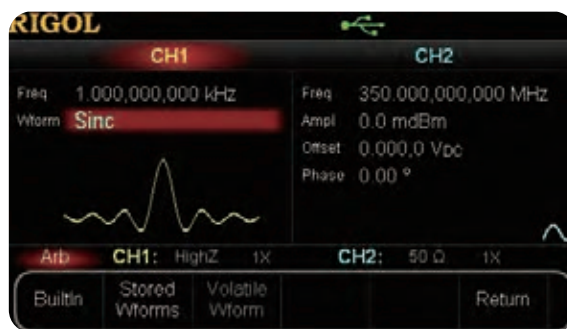 RIGOL
CH1
CH2
Freq 1.000,000,000 kHz
Wform Sinc
Freq 350.000,000,000 MHz
Ampl 0.0 mdBm
Offset 0.000,0 VDC
Phase 0.00 °
Arb CH1: HighZ 1X CH2: 50 Ω 1X
BuiltIn
Stored Wforms
Volatile Wform
Return